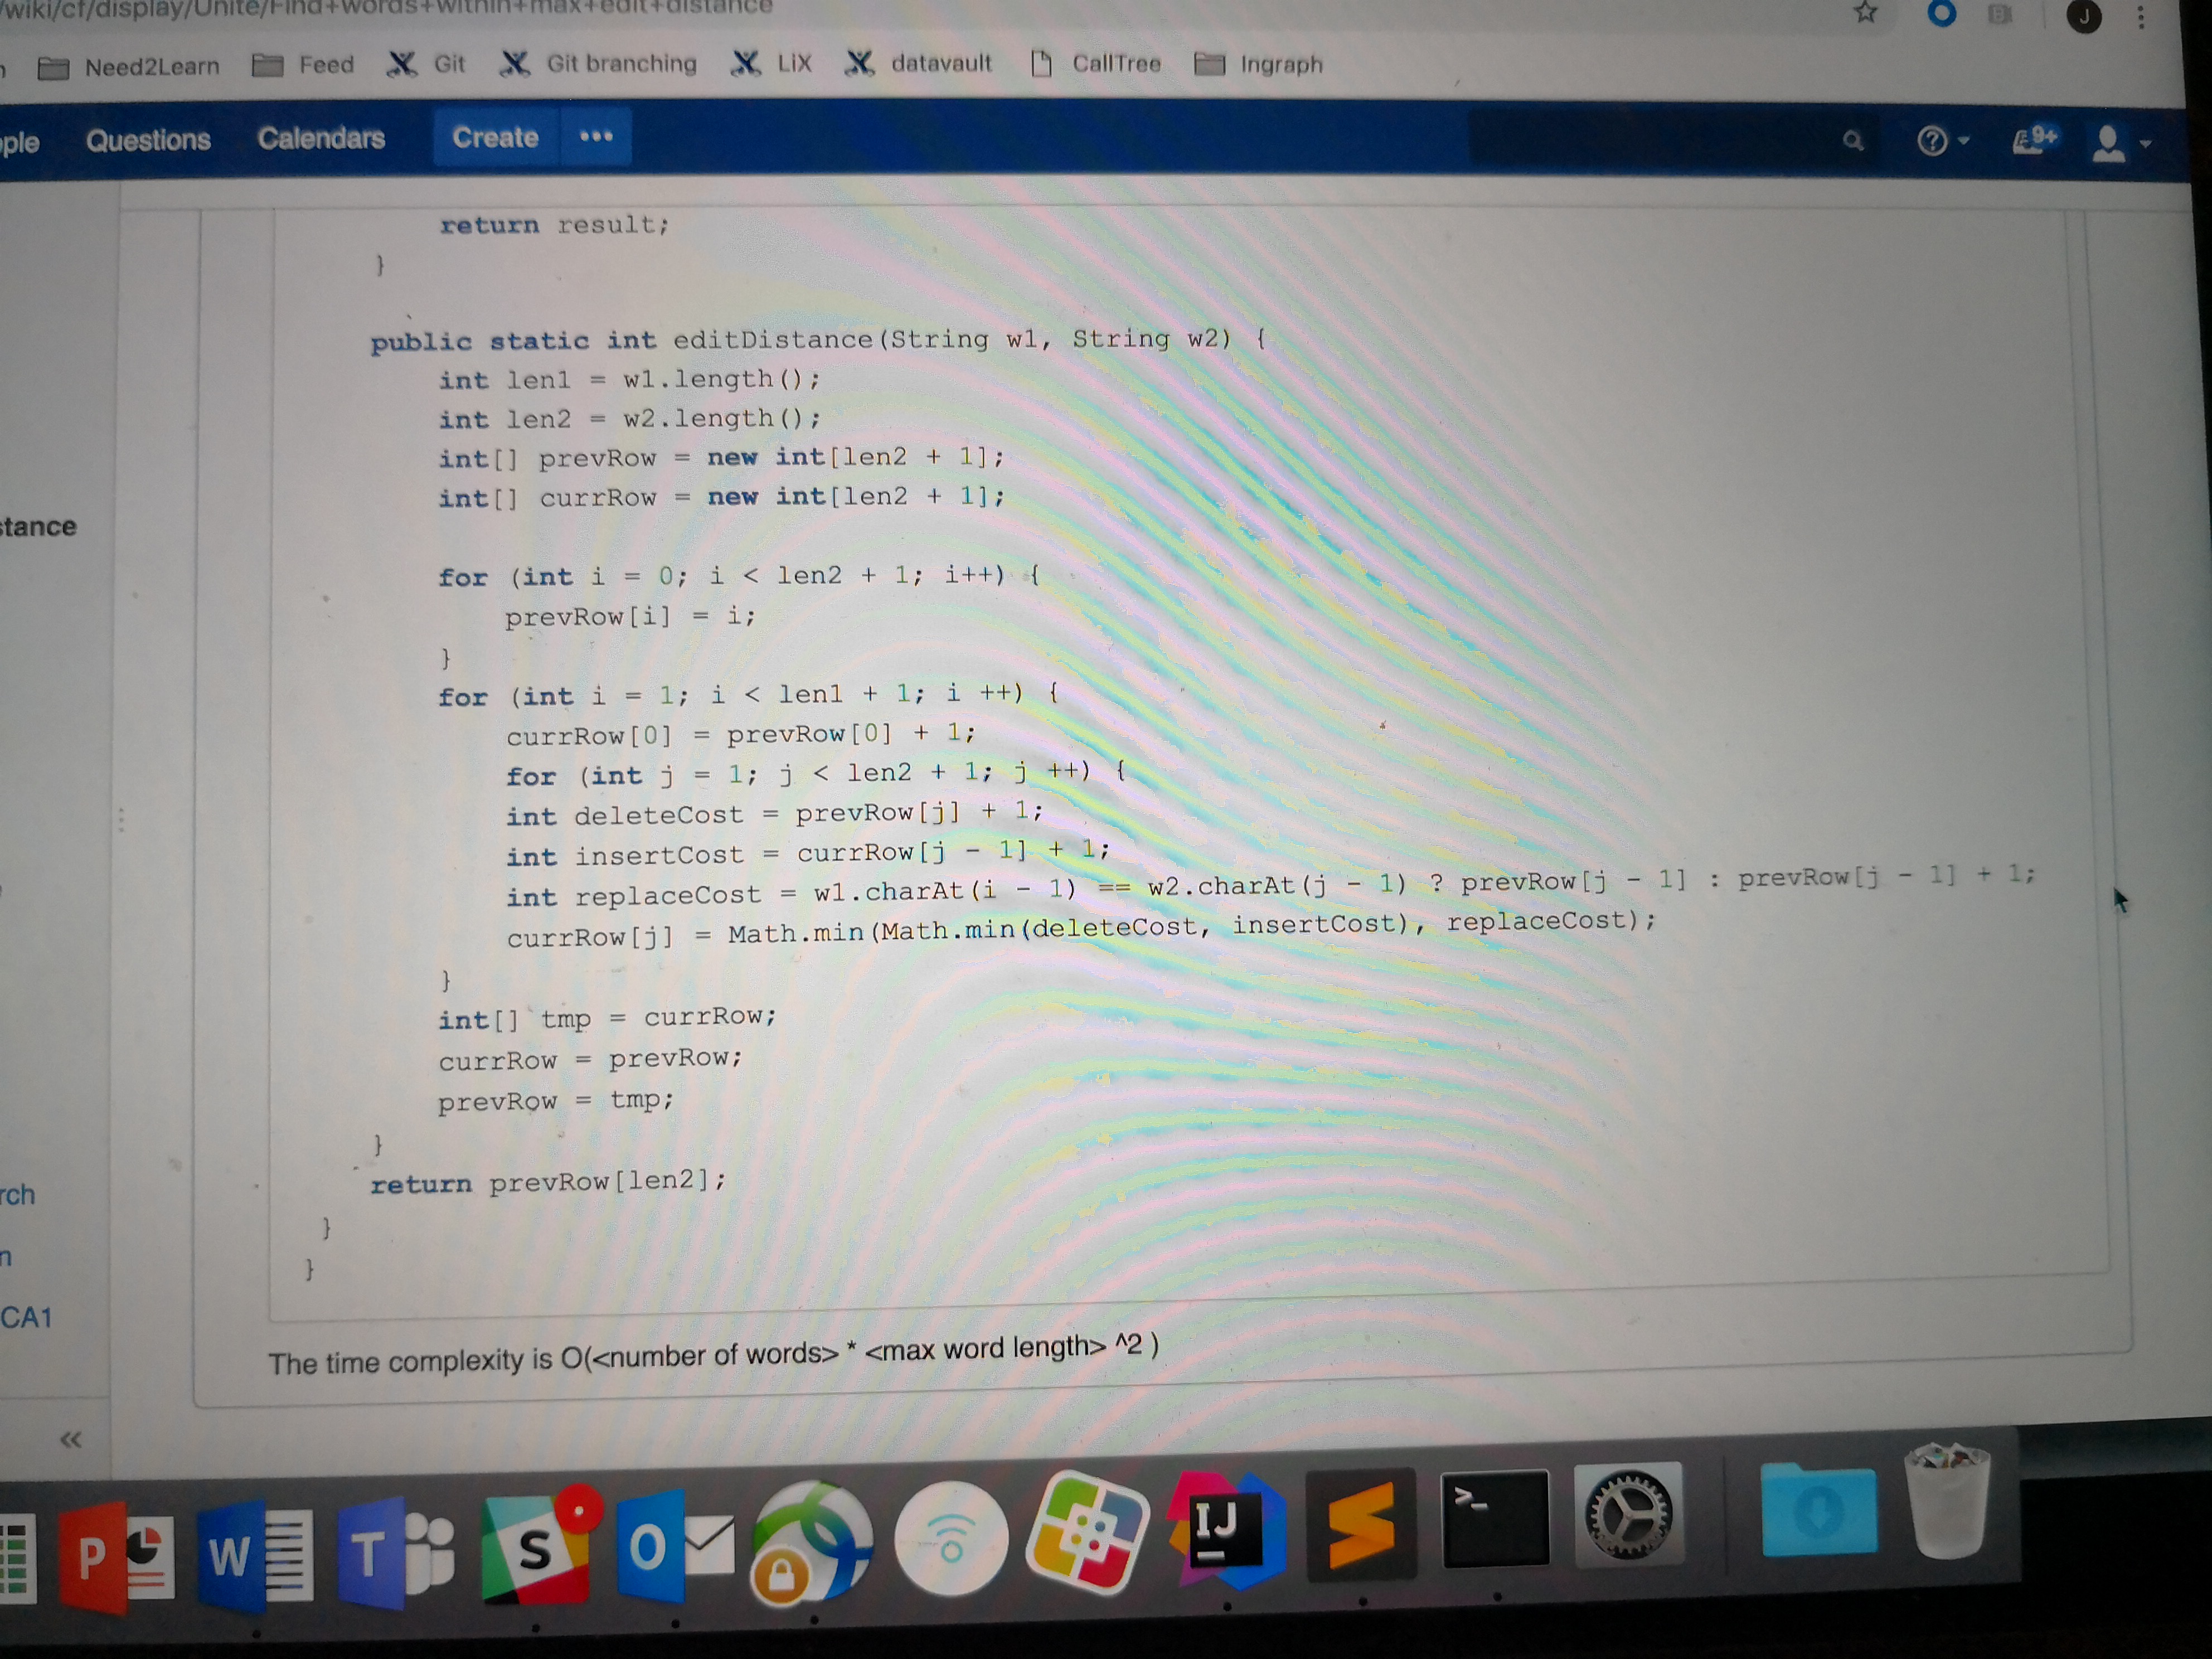 /wiki/cf/display/Unite/Find+words+within+max+edit+distance
J
Need2Learn Feed Git Git branching LiX datavault CallTree Ingraph
ple Questions Calendars Create ••• ? 9+
return result;
}
public static int editDistance(String w1, String w2) {
int len1 = w1.length();
int len2 = w2.length();
int[] prevRow = new int[len2 + 1];
int[] currRow = new int[len2 + 1];
stance
for (int i = 0; i < len2 + 1; i++) {
prevRow[i] = i;
}
for (int i = 1; i < len1 + 1; i ++) {
currRow[0] = prevRow[0] + 1;
for (int j = 1; j < len2 + 1; j ++) {
int deleteCost = prevRow[j] + 1;
int insertCost = currRow[j - 1] + 1;
int replaceCost = w1.charAt(i - 1) == w2.charAt(j - 1) ? prevRow[j - 1] : prevRow[j - 1] + 1;
currRow[j] = Math.min(Math.min(deleteCost, insertCost), replaceCost);
}
int[] tmp = currRow;
currRow = prevRow;
prevRow = tmp;
}
return prevRow[len2];
rch
}
n
}
CA1
The time complexity is O(<number of words> * <max word length> ^2 )
«
P W T S O IJ >_